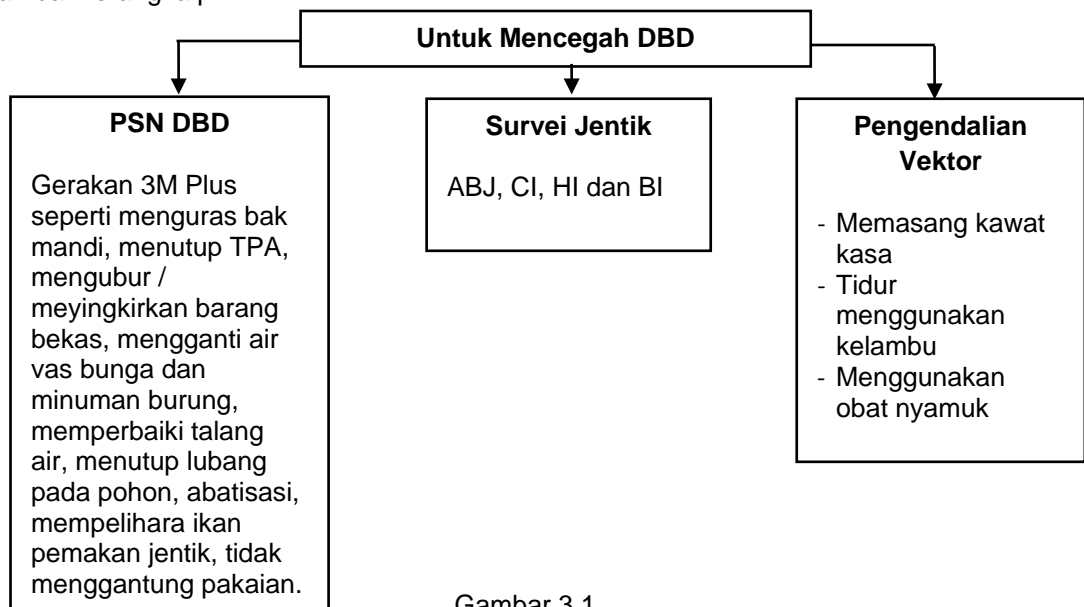 Untuk Mencegah DBD
PSN DBD
Gerakan 3M Plus
seperti menguras bak
mandi, menutup TPA,
mengubur /
meyingkirkan barang
bekas, mengganti air
vas bunga dan
minuman burung,
memperbaiki talang
air, menutup lubang
pada pohon, abatisasi,
mempelihara ikan
pemakan jentik, tidak
menggantung pakaian.
Survei Jentik
ABJ, CI, HI dan BI
Pengendalian
Vektor
- Memasang kawat
kasa
- Tidur
menggunakan
kelambu
- Menggunakan
obat nyamuk
Gambar 3.1